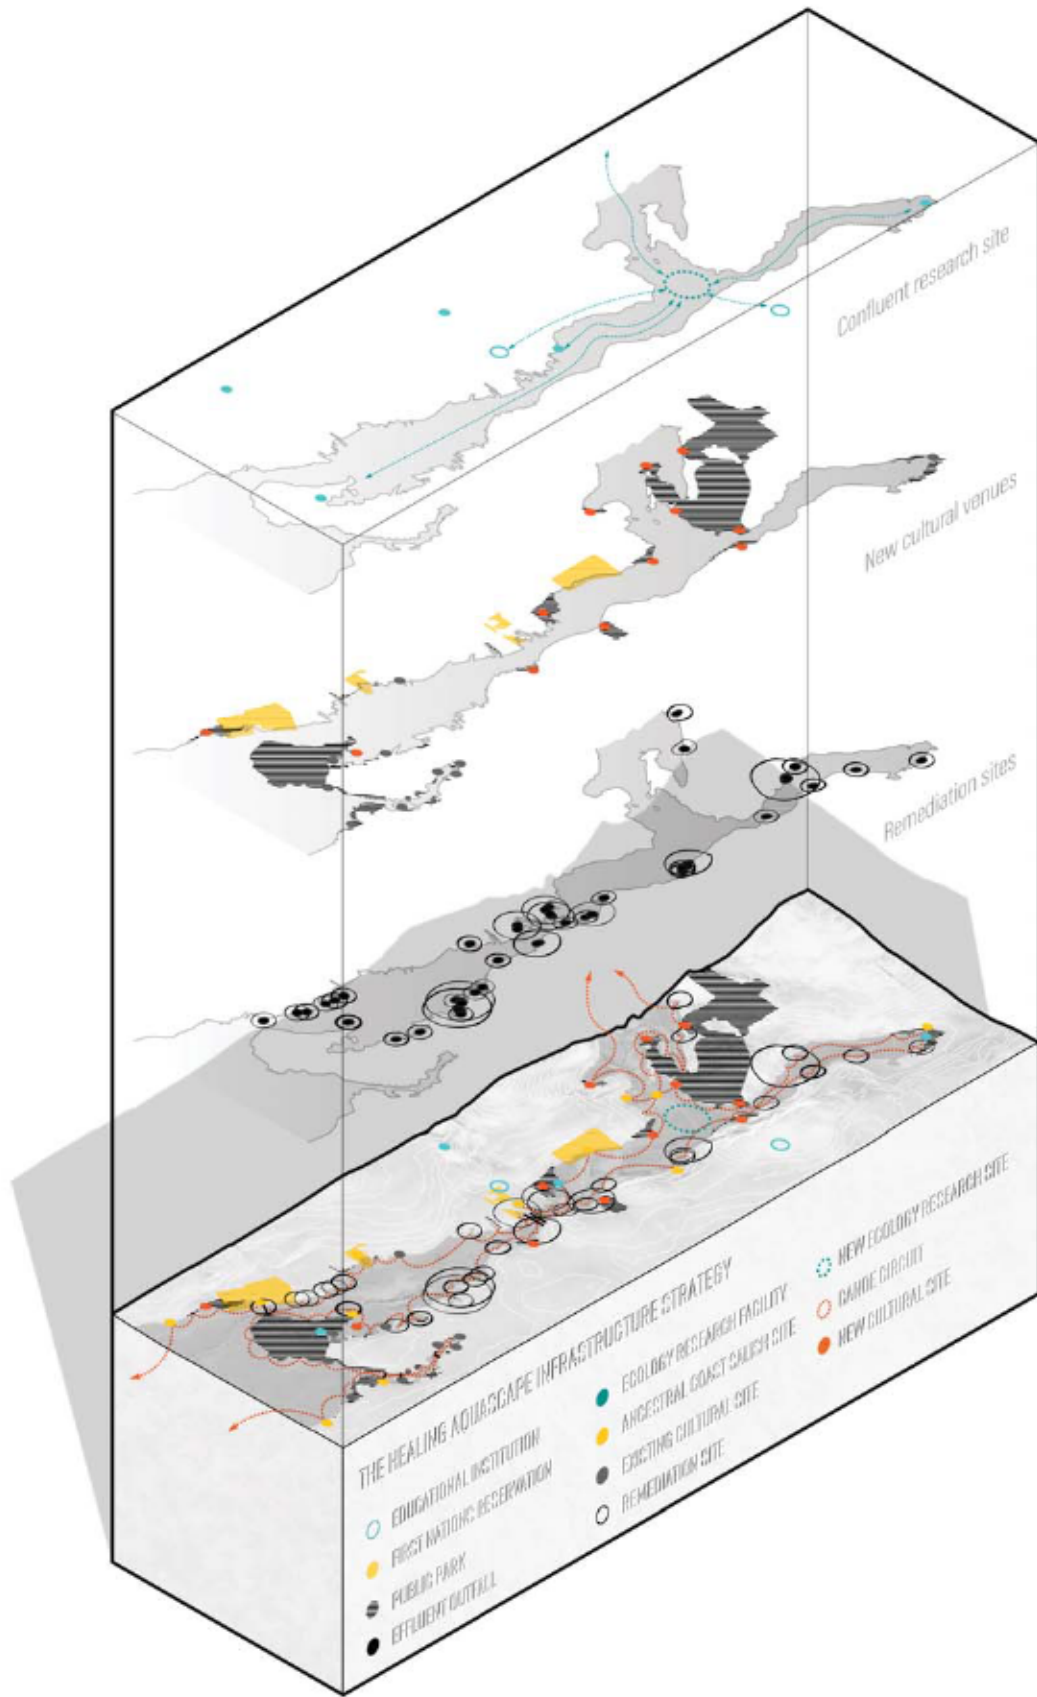 Confluent research site
New cultural venues
Remediation sites
THE HEALING AQUASCAPE INFRASTRUCTURE STRATEGY
EDUCATIONAL INSTITUTION
FIRST NATIONS RESERVATION
PUBLIC PARK
EFFLUENT OUTFALL
ECOLOGY RESEARCH FACILITY
ANCESTRAL COAST SALISH SITE
EXISTING CULTURAL SITE
REMEDIATION SITE
NEW ECOLOGY RESEARCH SITE
CANOE CIRCUIT
NEW CULTURAL SITE